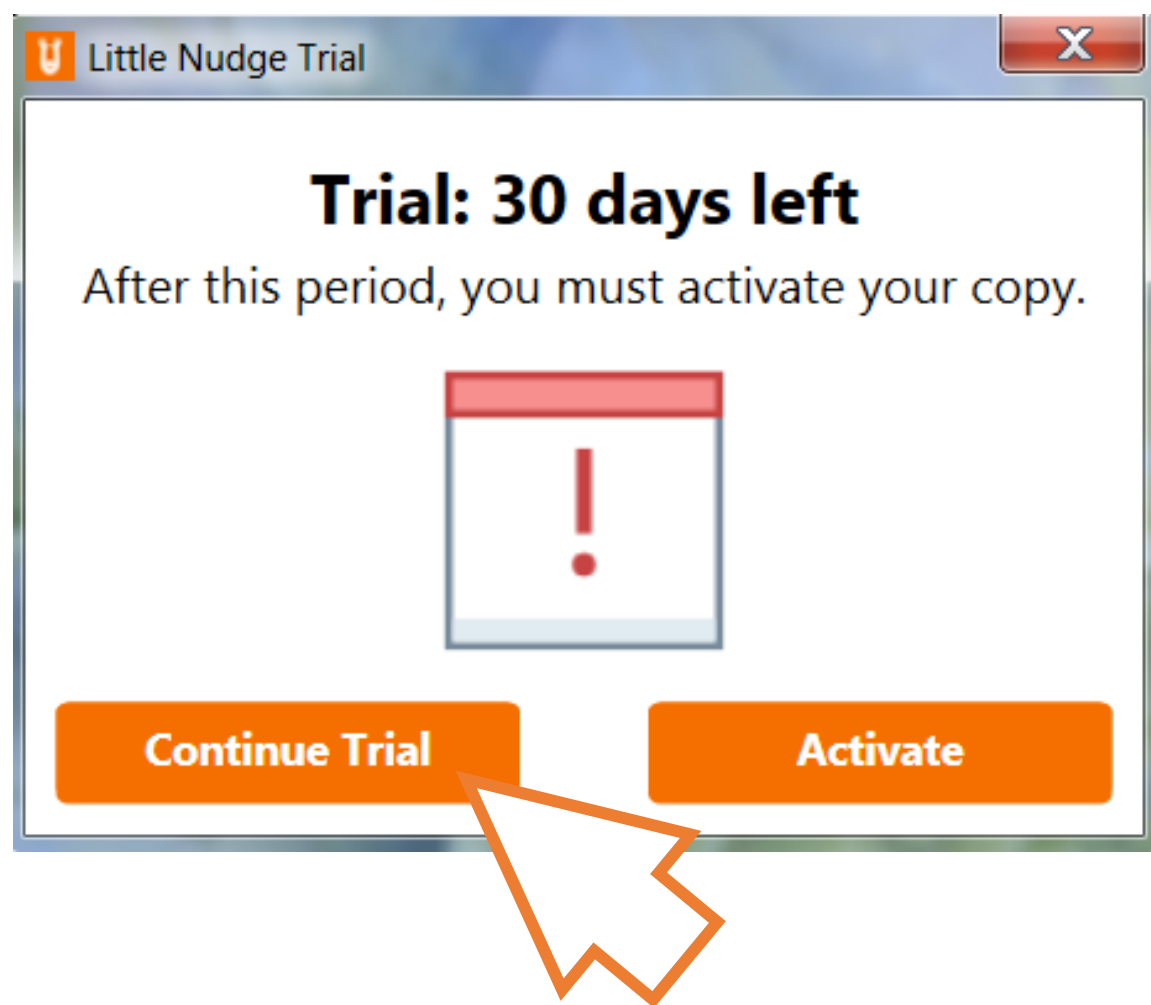 Little Nudge Trial
Trial: 30 days left
After this period, you must activate your copy.
Continue Trial
Activate